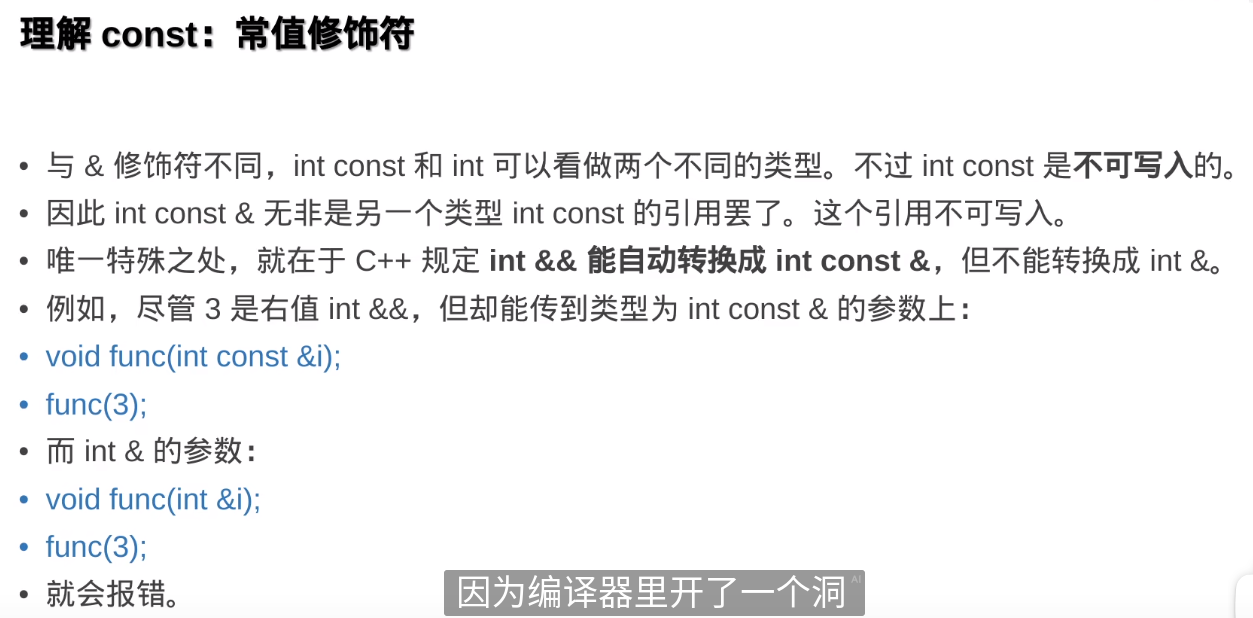 理解 const：常值修饰符
• 与 & 修饰符不同，int const 和 int 可以看做两个不同的类型。不过 int const 是不可写入的。
• 因此 int const & 无非是另一个类型 int const 的引用罢了。这个引用不可写入。
• 唯一特殊之处，就在于 C++ 规定 int && 能自动转换成 int const &，但不能转换成 int &。
• 例如，尽管 3 是右值 int &&，但却能传到类型为 int const & 的参数上：
• void func(int const &i);
• func(3);
• 而 int & 的参数：
• void func(int &i);
• func(3);
• 就会报错。
因为编译器里开了一个洞 AI